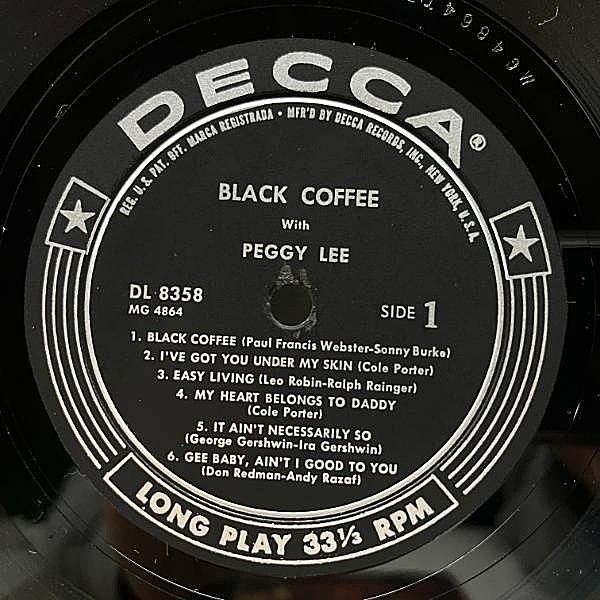 DECCA®
REG. U.S. PAT. OFF. MARCA REGISTRADA • MFR'D BY DECCA RECORDS, INC., NEW YORK, U.S.A.
BLACK COFFEE
With
PEGGY LEE
DL 8358
MG 4864
SIDE 1
1. BLACK COFFEE (Paul Francis Webster-Sonny Burke)
2. I'VE GOT YOU UNDER MY SKIN (Cole Porter)
3. EASY LIVING (Leo Robin-Ralph Rainger)
4. MY HEART BELONGS TO DADDY
(Cole Porter)
5. IT AIN'T NECESSARILY SO
(George Gershwin-Ira Gershwin)
6. GEE BABY, AIN'T I GOOD TO YOU
(Don Redman-Andy Razaf)
LONG PLAY 33⅓ RPM